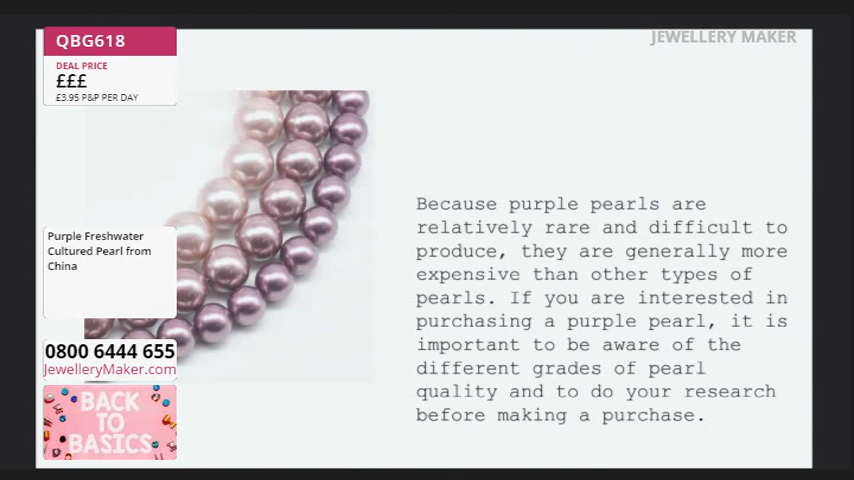 QBG618
DEAL PRICE
£££
£3.95 P&P PER DAY
JEWELLERY MAKER
Purple Freshwater
Cultured Pearl from
China
0800 6444 655
JewelleryMaker.com
BACK
TO
BASICS
Because purple pearls are
relatively rare and difficult to
produce, they are generally more
expensive than other types of
pearls. If you are interested in
purchasing a purple pearl, it is
important to be aware of the
different grades of pearl
quality and to do your research
before making a purchase.